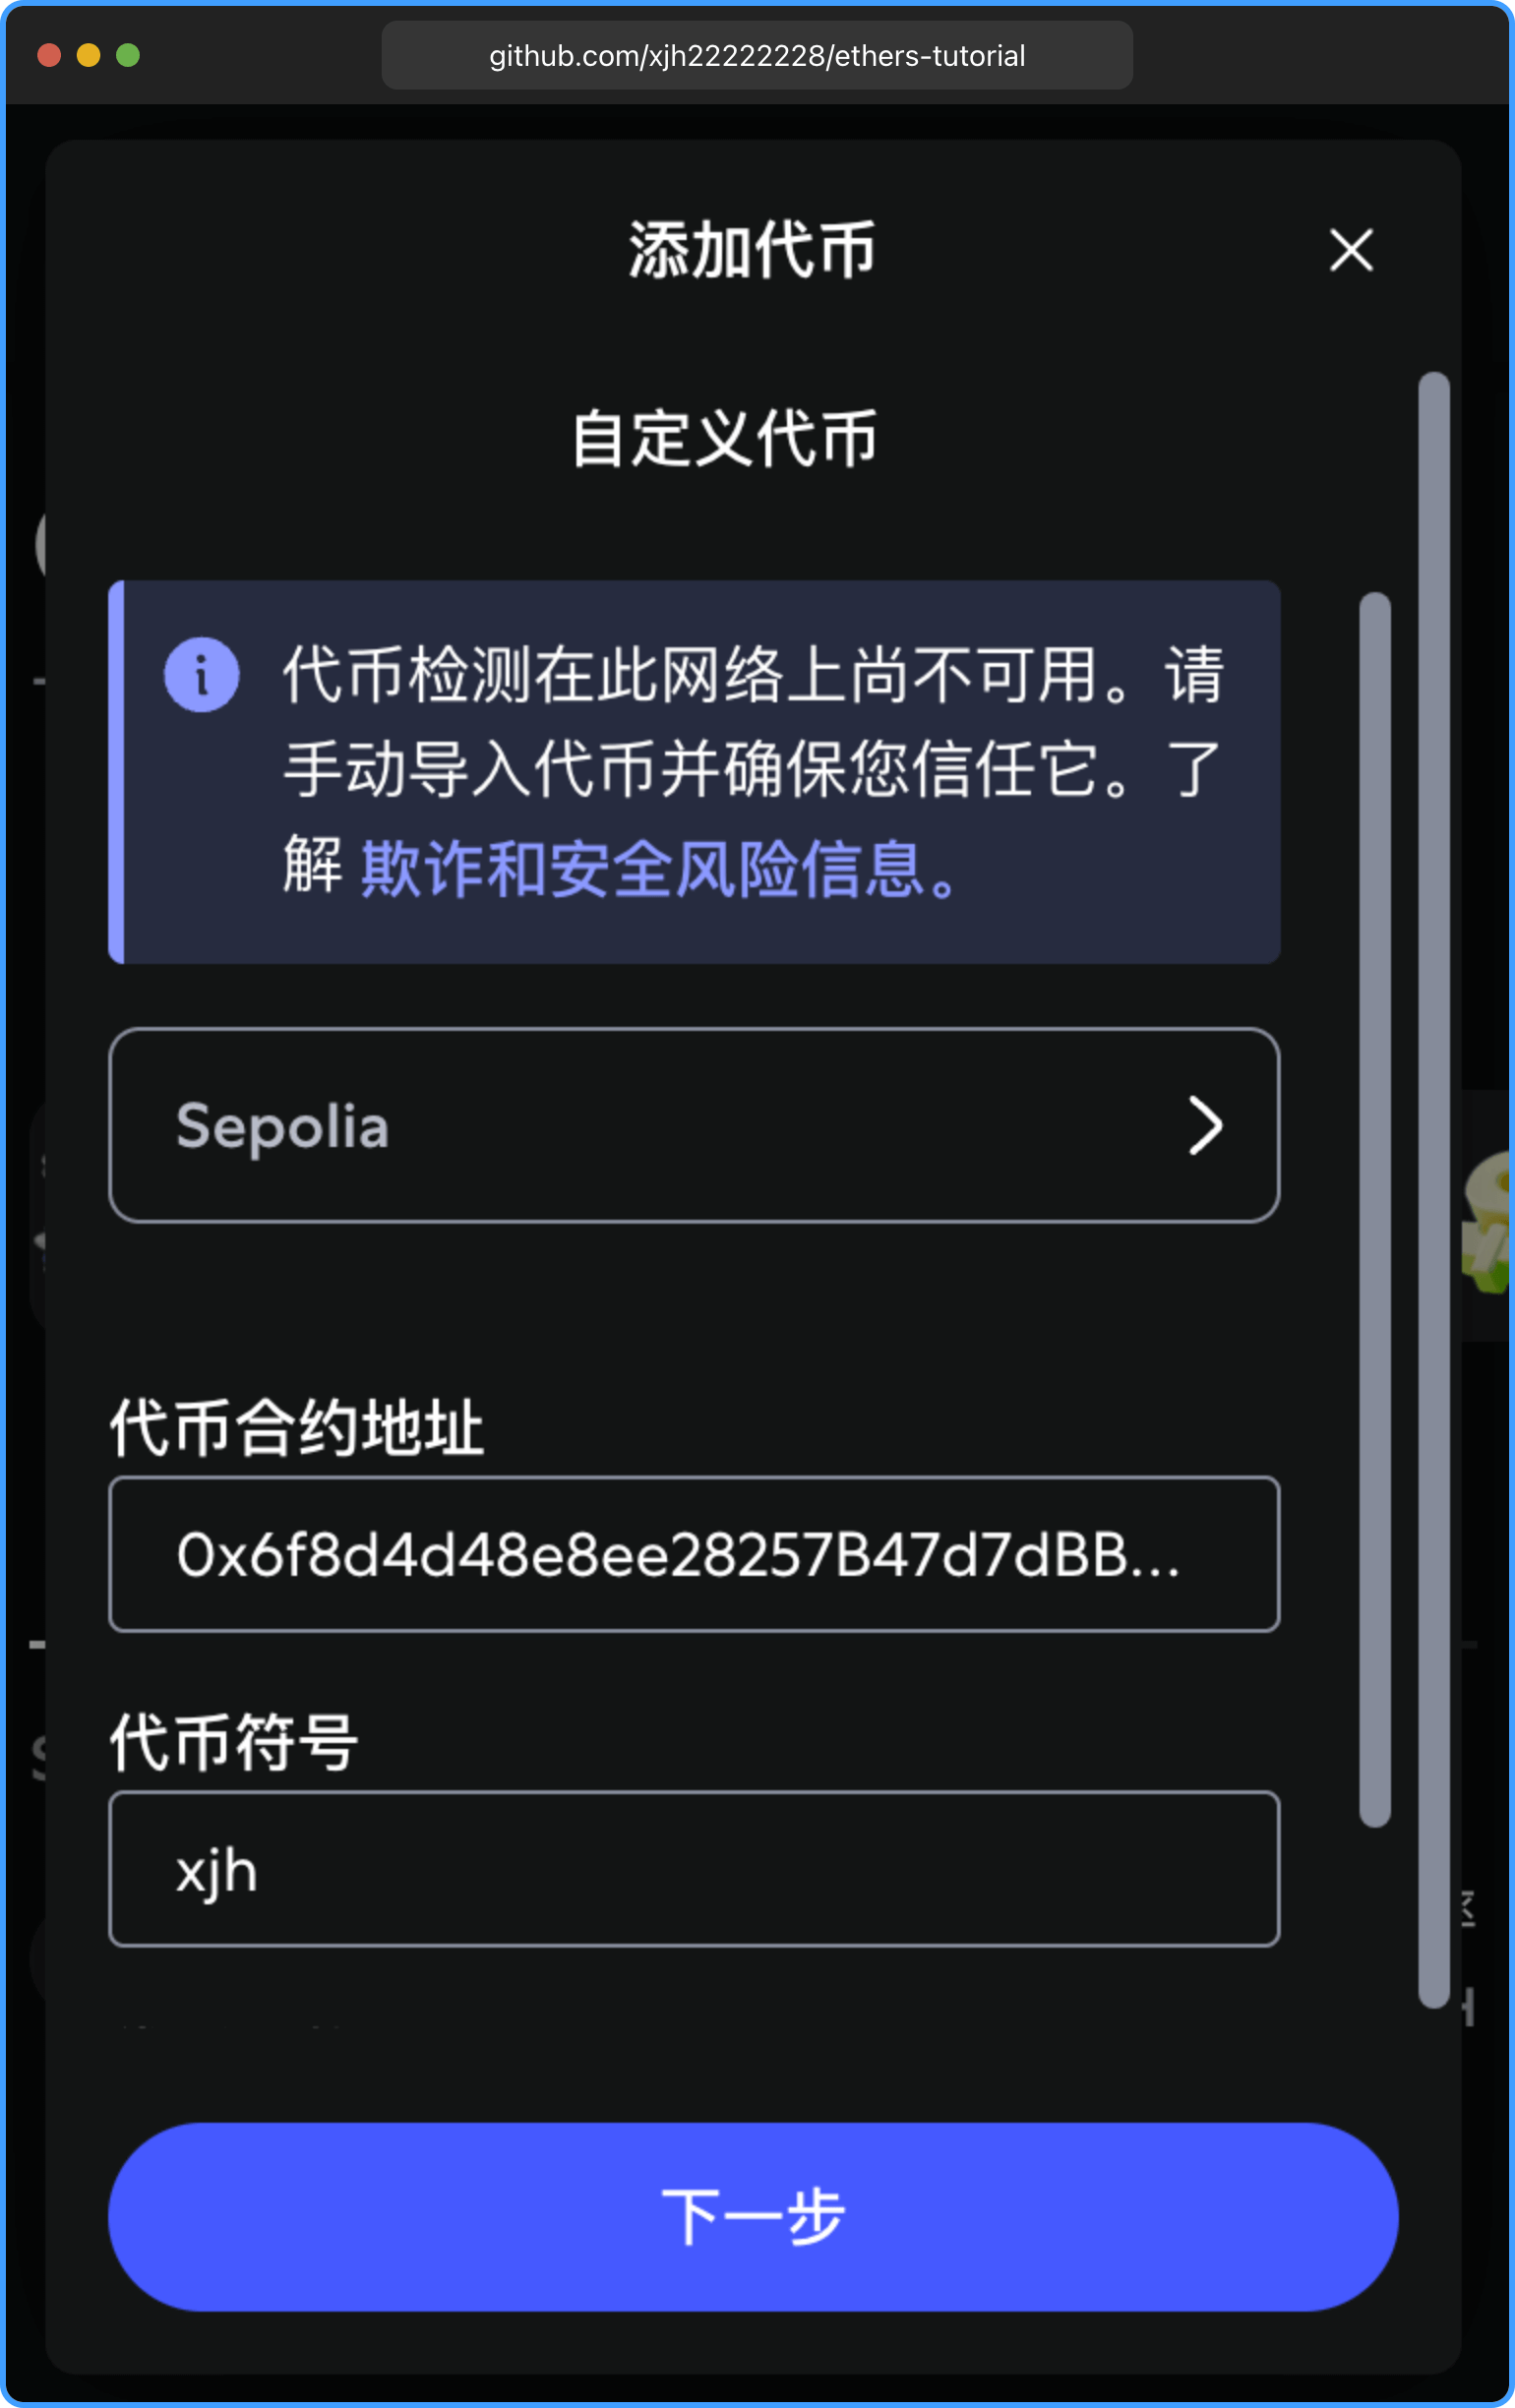 github.com/xjh22222228/ethers-tutorial
添加代币
自定义代币
代币检测在此网络上尚不可用。请
手动导入代币并确保您信任它。了
解 欺诈和安全风险信息。
Sepolia
代币合约地址
0x6f8d4d48e8ee28257B47d7dBB...
代币符号
xjh
下一步